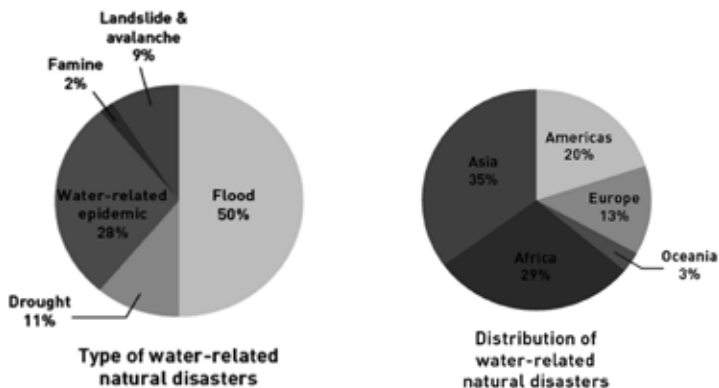 Landslide &
avalanche
9%
Famine
2%
Water-related
epidemic
28%
Flood
50%
Drought
11%
Type of water-related
natural disasters
Americas
20%
Asia
35%
Europe
13%
Oceania
3%
Africa
29%
Distribution of
water-related
natural disasters